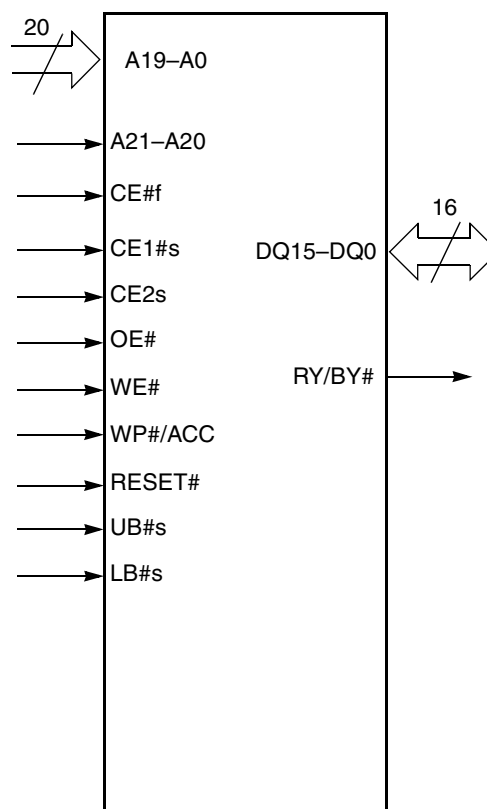 20
A19–A0
A21–A20
CE#f
CE1#s
CE2s
OE#
WE#
WP#/ACC
RESET#
UB#s
LB#s
16
DQ15–DQ0
RY/BY#